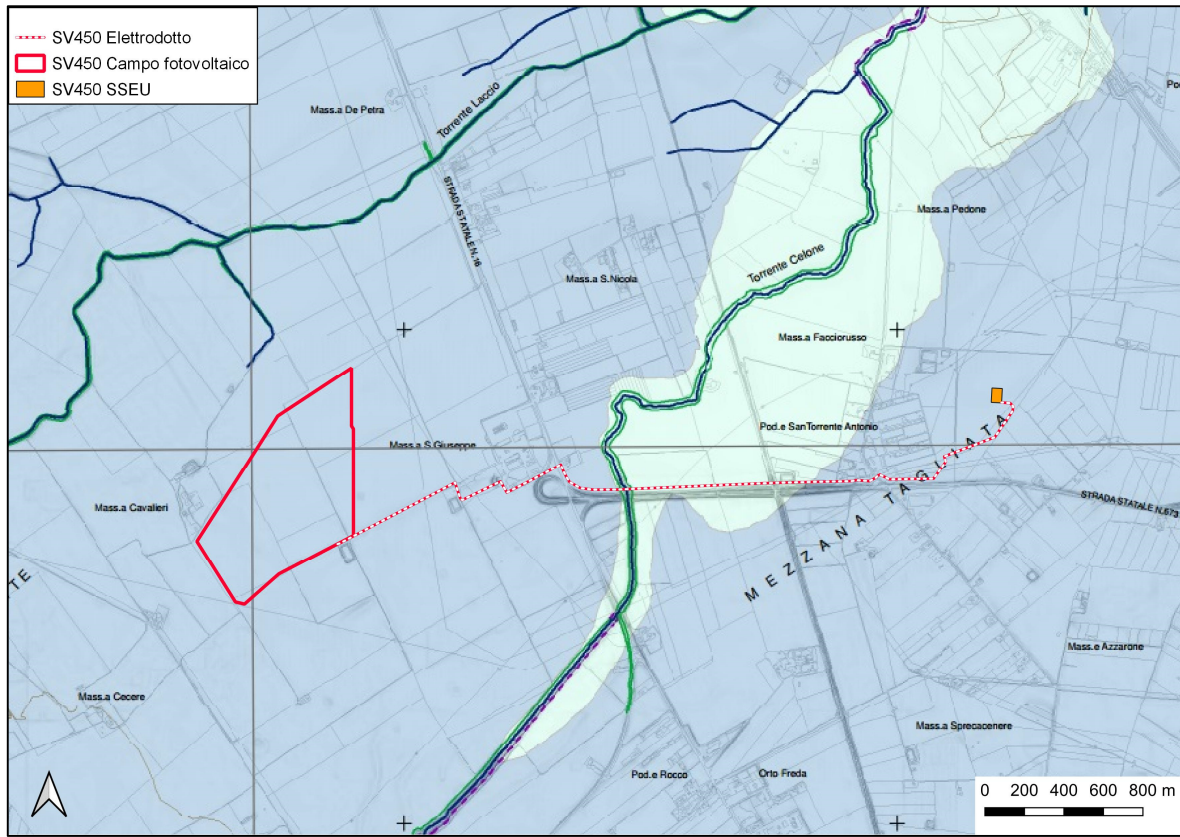 SV450 Elettrodotto
SV450 Campo fotovoltaico
SV450 SSEU
Mass.a De Petra
Torrente Laccio
STRADA STATALE N.16
Mass.a Pedone
Mass.a S.Nicola
Torrente Celone
Mass.a Facciorusso
Mass.a S.Giuseppe
Pod.e SanTorrente Antonio
Mass.a Cavalieri
STRADA STATALE N.673
MEZZANA TAGLIATA
TE
Mass.e Azzarone
Mass.a Cecere
Mass.a Sprecacenere
Pod.e Rocco
Orto Freda
0 200 400 600 800 m